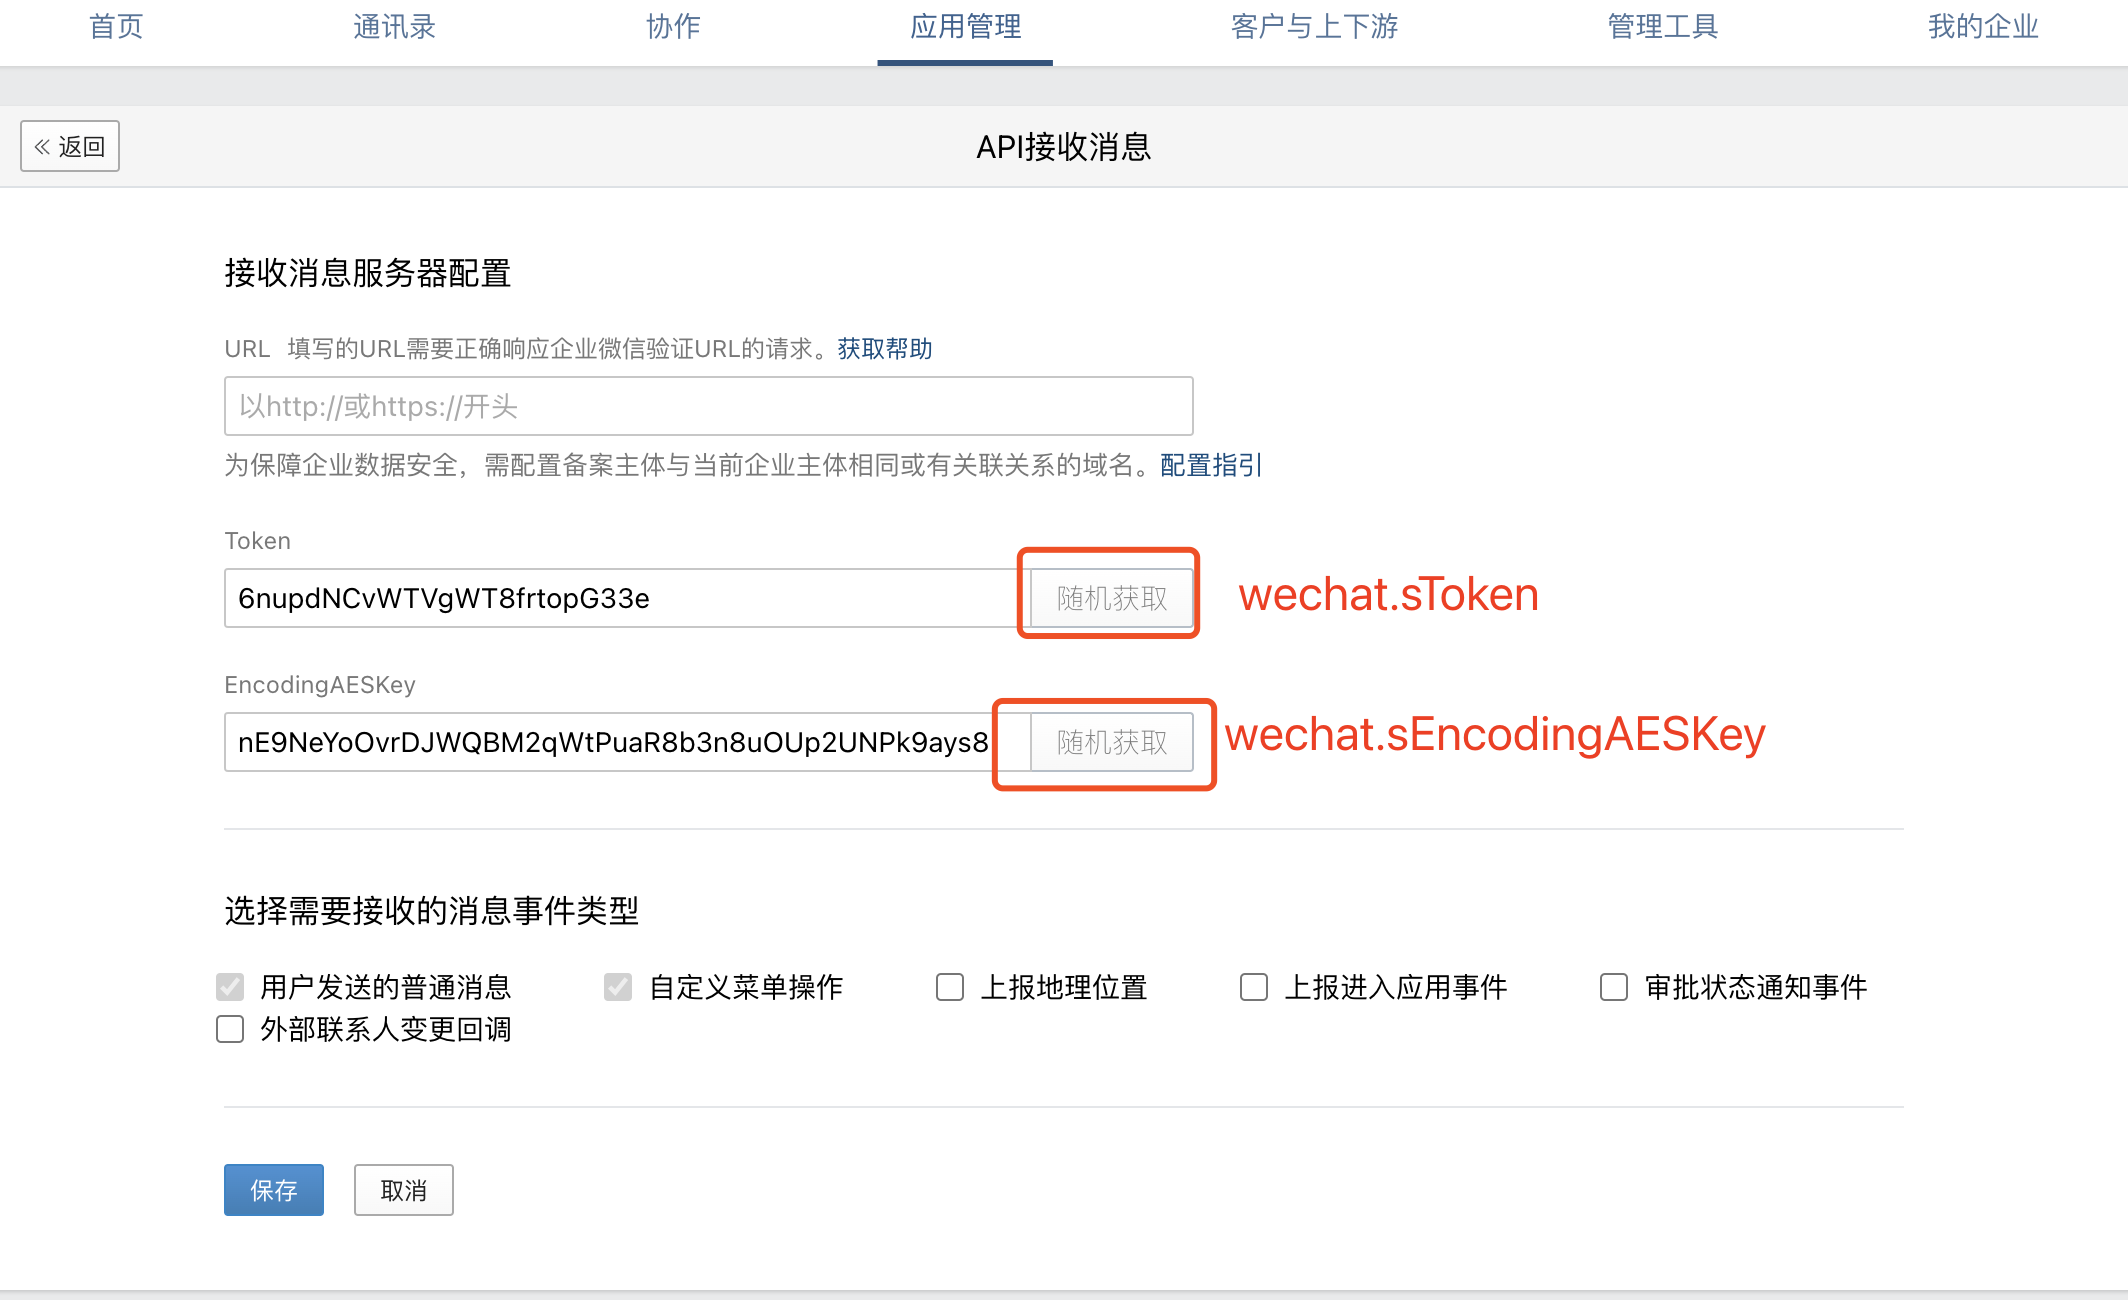 首页 通讯录 协作 应用管理 客户与上下游 管理工具 我的企业
« 返回 API接收消息
接收消息服务器配置
URL 填写的URL需要正确响应企业微信验证URL的请求。获取帮助
以http://或https://开头
为保障企业数据安全，需配置备案主体与当前企业主体相同或有关联关系的域名。配置指引
Token
6nupdNCvWTVgWT8frtopG33e 随机获取 wechat.sToken
EncodingAESKey
nE9NeYoOvrDJWQBM2qWtPuaR8b3n8uOUp2UNPk9ays8 随机获取 wechat.sEncodingAESKey
选择需要接收的消息事件类型
用户发送的普通消息 自定义菜单操作 上报地理位置 上报进入应用事件 审批状态通知事件
外部联系人变更回调
保存 取消